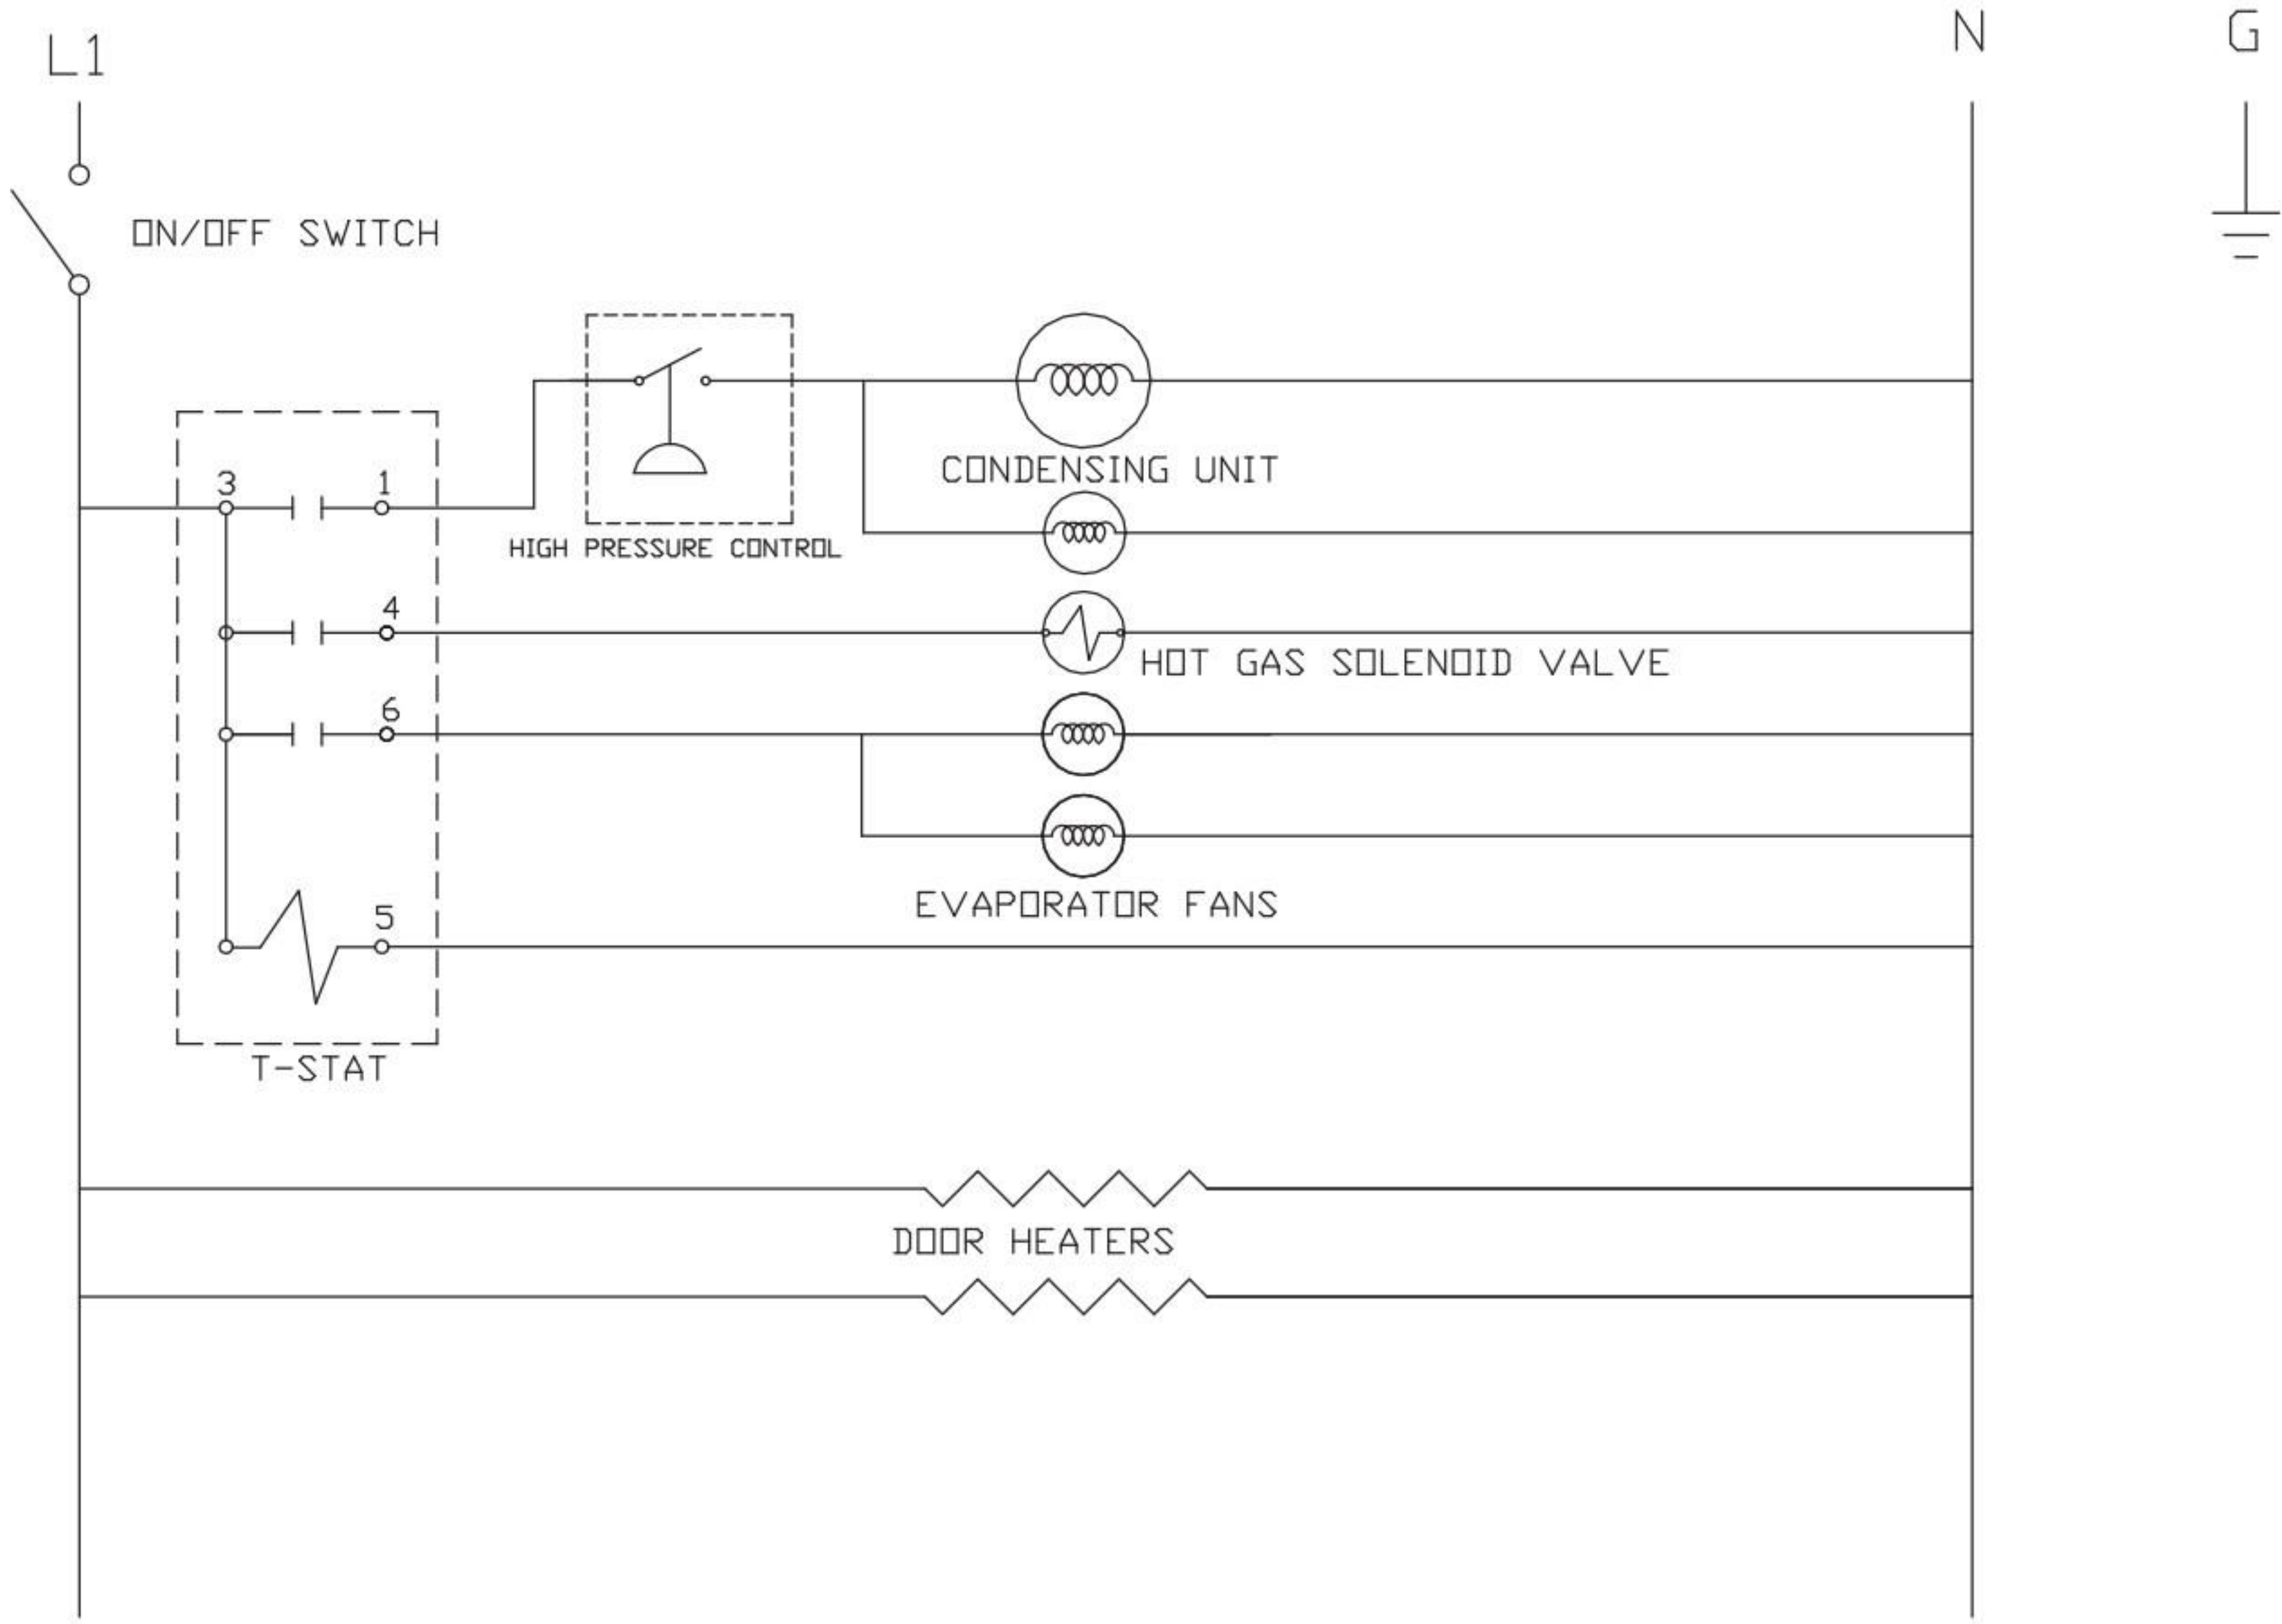 L1
N
G
ON/OFF SWITCH
3
1
CONDENSING UNIT
HIGH PRESSURE CONTROL
4
HOT GAS SOLENOID VALVE
6
EVAPORATOR FANS
5
T-STAT
DOOR HEATERS